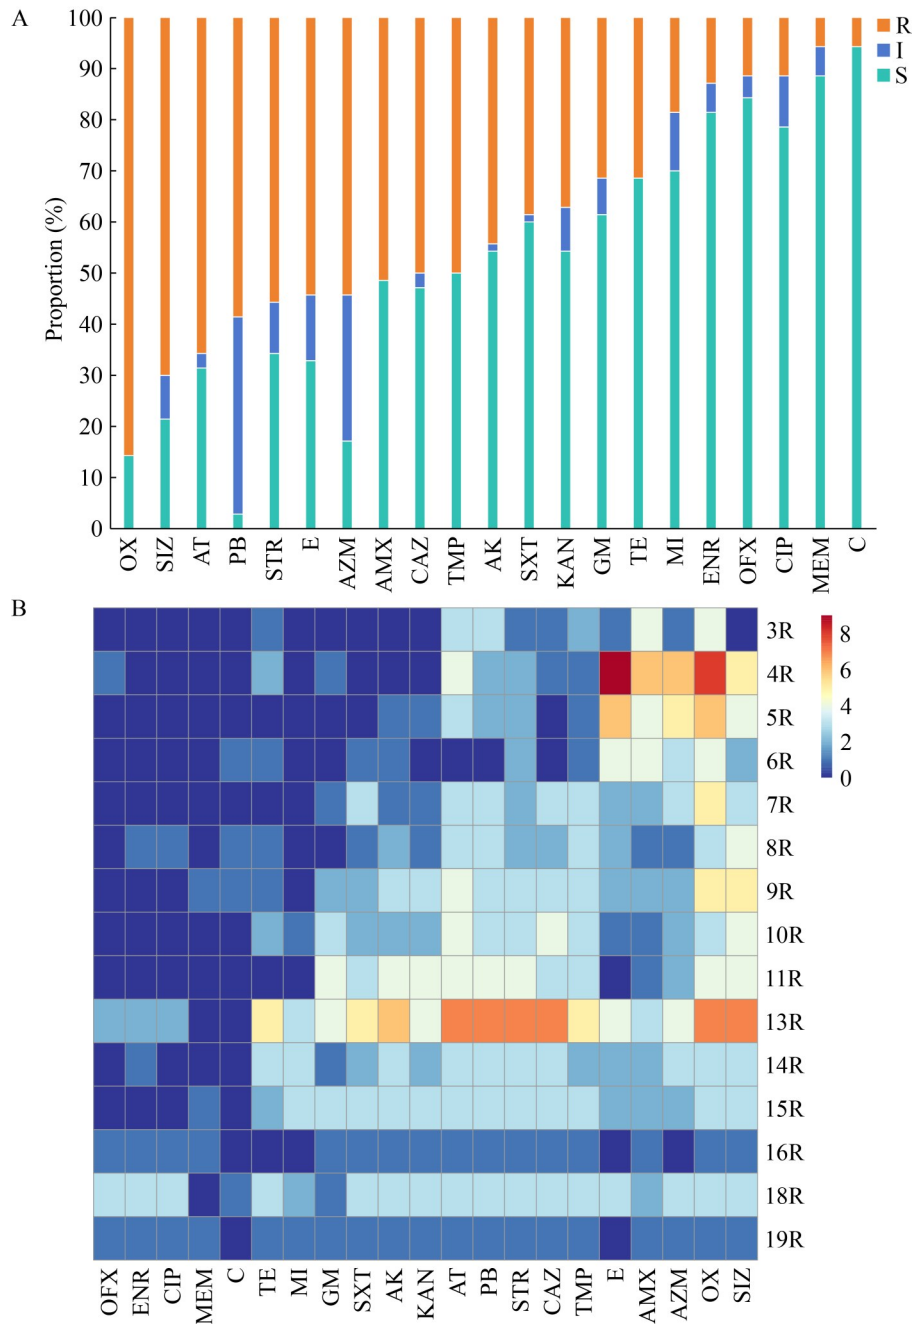 A
R
I
S
Proportion (%)
100
90
80
70
60
50
40
30
20
10
0
OX SIZ AT PB STR E AZM AMX CAZ TMP AK SXT KAN GM TE MI ENR OFX CIP MEM C
B
3R
4R
5R
6R
7R
8R
9R
10R
11R
13R
14R
15R
16R
18R
19R
8
6
4
2
0
OFX ENR CIP MEM C TE MI GM SXT AK KAN AT PB STR CAZ TMP E AMX AZM OX SIZ